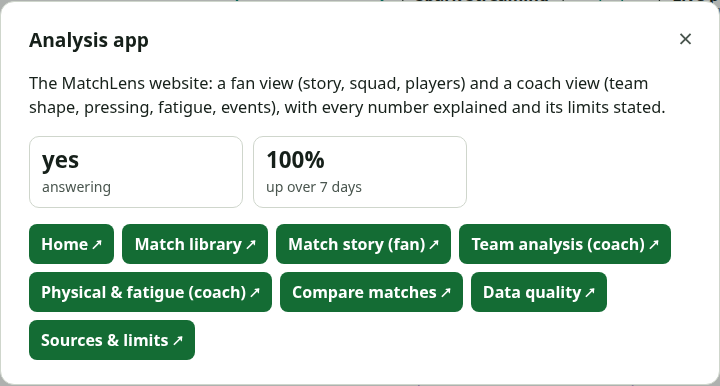 Analysis app
The MatchLens website: a fan view (story, squad, players) and a coach view (team
shape, pressing, fatigue, events), with every number explained and its limits stated.
yes
answering
100%
up over 7 days
Home ↗
Match library ↗
Match story (fan) ↗
Team analysis (coach) ↗
Physical & fatigue (coach) ↗
Compare matches ↗
Data quality ↗
Sources & limits ↗